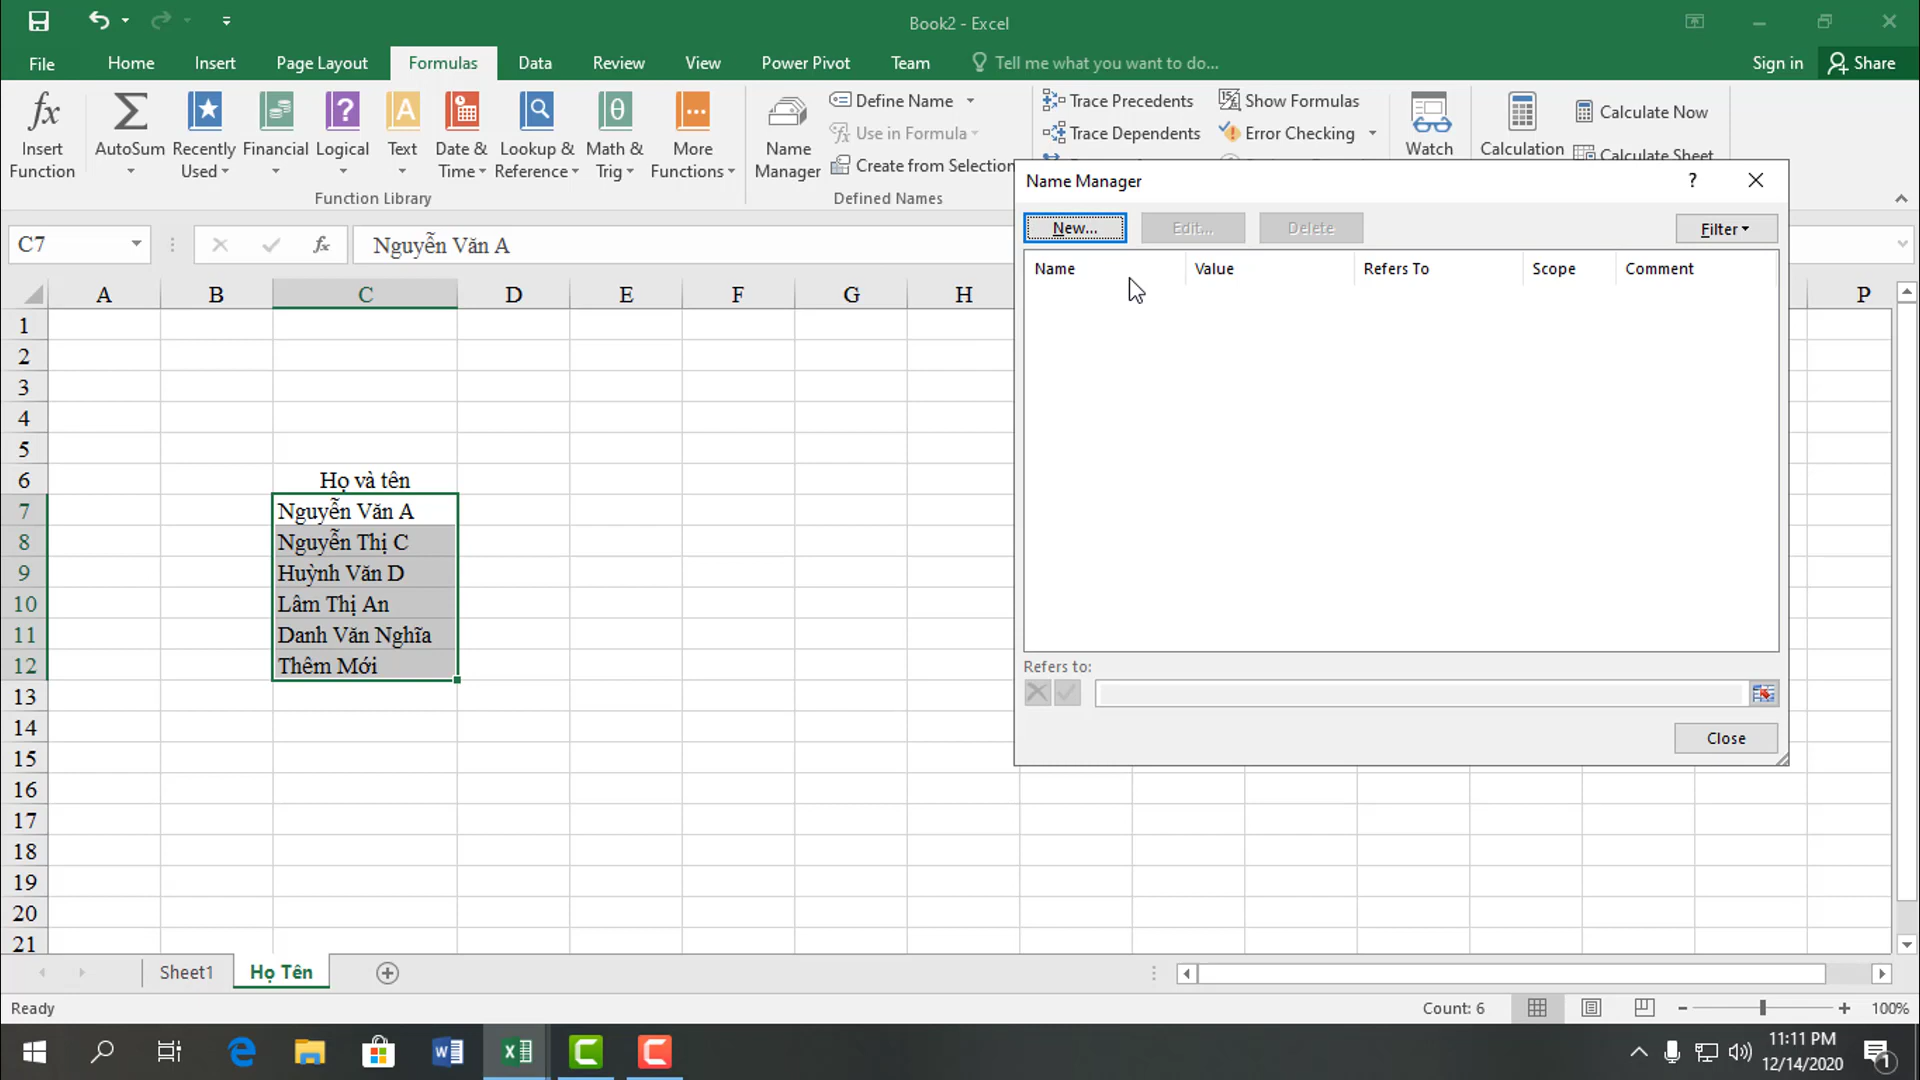 Book2 - Excel
File Home Insert Page Layout Formulas Data Review View Power Pivot Team Tell me what you want to do... Sign in Share
Insert Function
AutoSum
Recently Used
Financial
Logical
Text
Date & Time
Lookup & Reference
Math & Trig
More Functions
Function Library
Name Manager
Define Name
Use in Formula
Create from Selection
Defined Names
Trace Precedents
Trace Dependents
Show Formulas
Error Checking
Watch
Calculation
Calculate Now
Calculate Sheet
C7
fx
Nguyễn Văn A
Name Manager
?
New... Edit... Delete Filter
Name Value Refers To Scope Comment
Refers to:
Close
A B C D E F G H P
1
2
3
4
5
6 Họ và tên
7 Nguyễn Văn A
8 Nguyễn Thị C
9 Huỳnh Văn D
10 Lâm Thị An
11 Danh Văn Nghĩa
12 Thêm Mới
13
14
15
16
17
18
19
20
21
Sheet1 Họ Tên
Ready Count: 6 100%
11:11 PM
12/14/2020
1